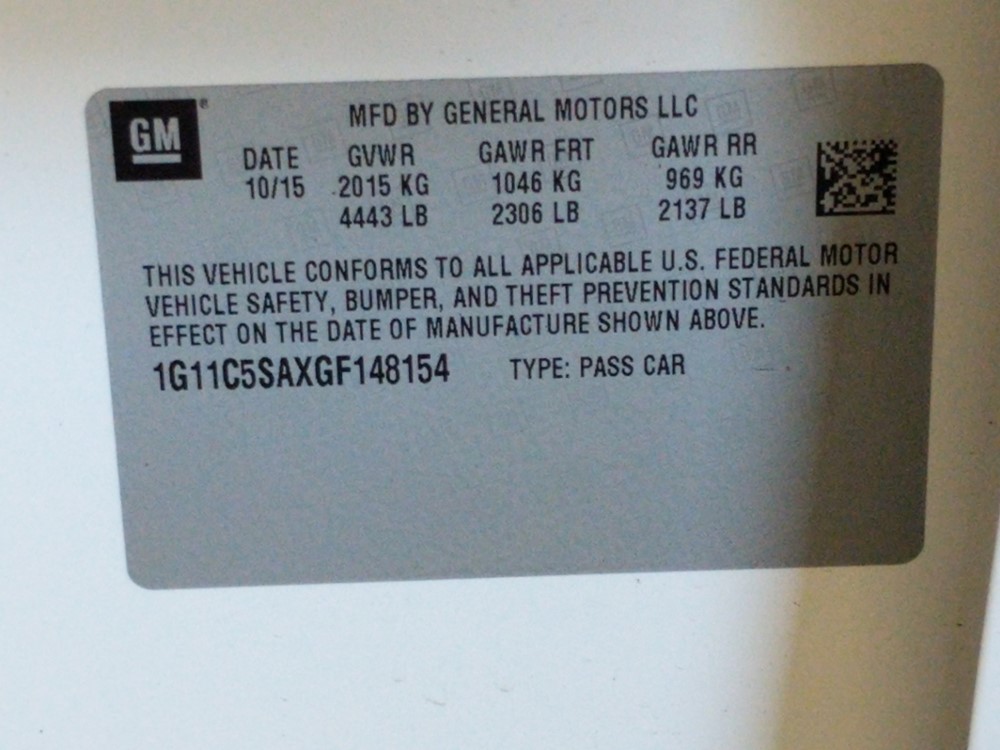 GM®
MFD BY GENERAL MOTORS LLC
DATE GVWR GAWR FRT GAWR RR
10/15 2015 KG 1046 KG 969 KG
4443 LB 2306 LB 2137 LB
THIS VEHICLE CONFORMS TO ALL APPLICABLE U.S. FEDERAL MOTOR
VEHICLE SAFETY, BUMPER, AND THEFT PREVENTION STANDARDS IN
EFFECT ON THE DATE OF MANUFACTURE SHOWN ABOVE.
1G11C5SAXGF148154 TYPE: PASS CAR